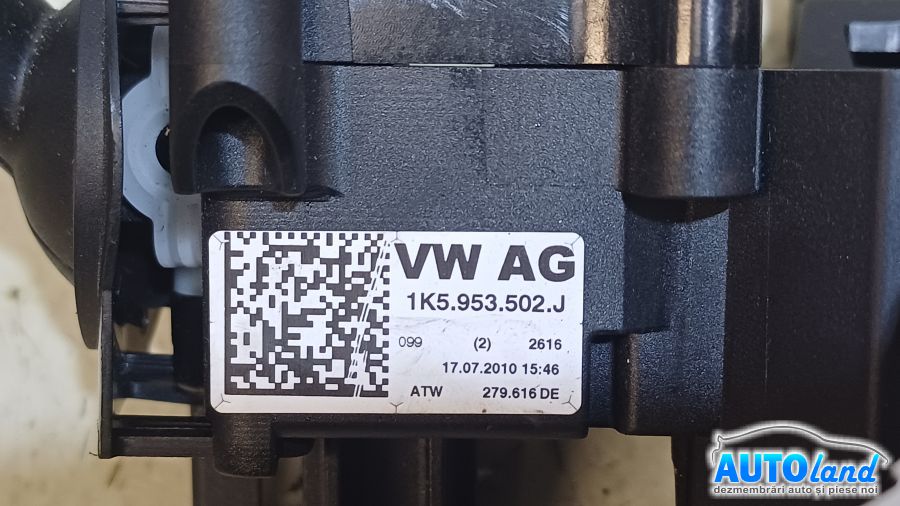 VW AG
1K5.953.502.J
099 (2) 2616
17.07.2010 15:46
ATW 279.616 DE
AUTOland
dezmembrări auto și piese noi